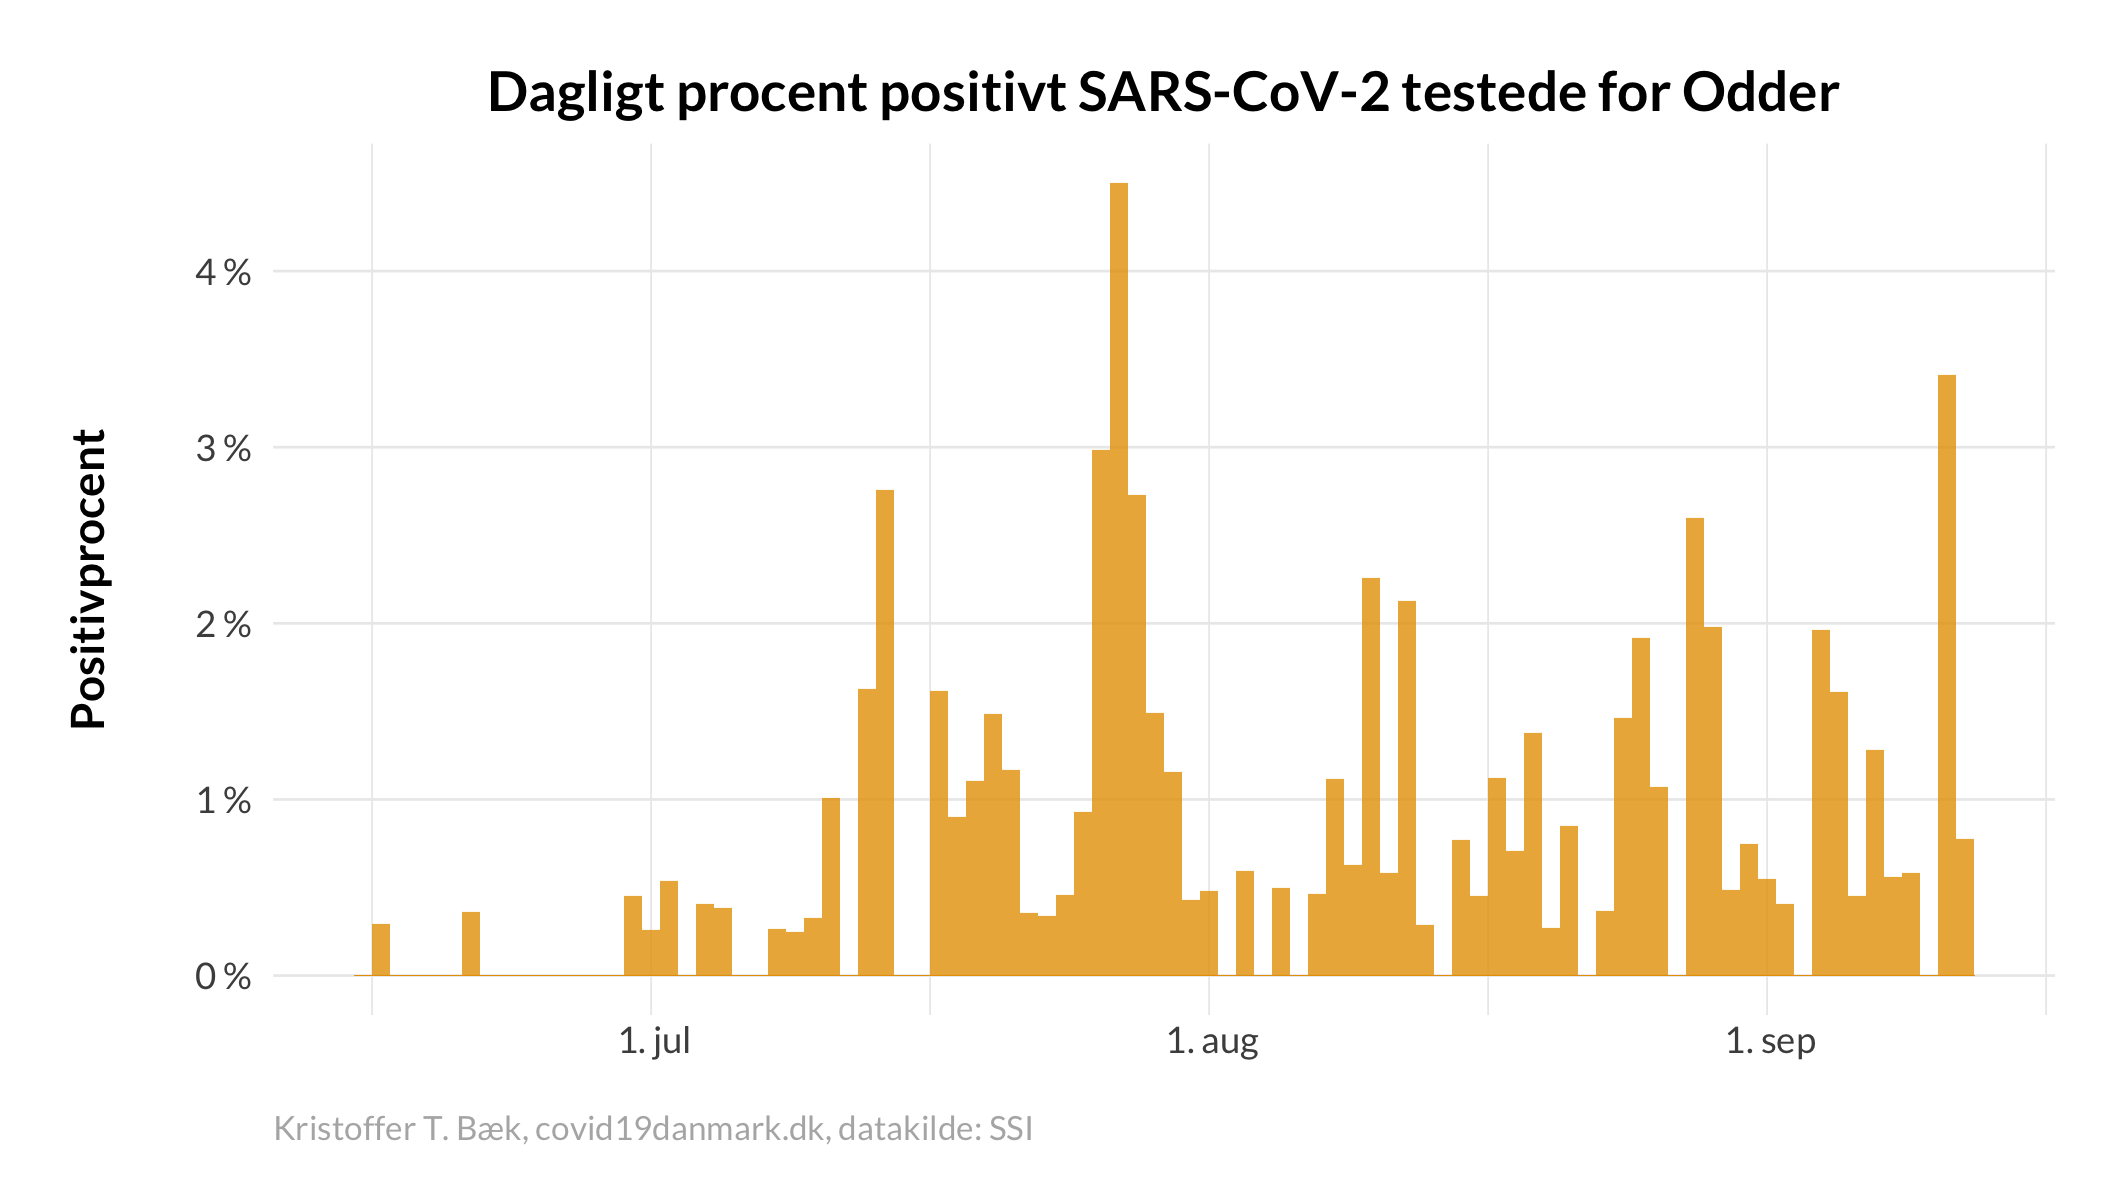 Dagligt procent positivt SARS-CoV-2 testede for Odder
Positivprocent
4 %
3 %
2 %
1 %
0 %
1. jul
1. aug
1. sep
Kristoffer T. Bæk, covid19danmark.dk, datakilde: SSI